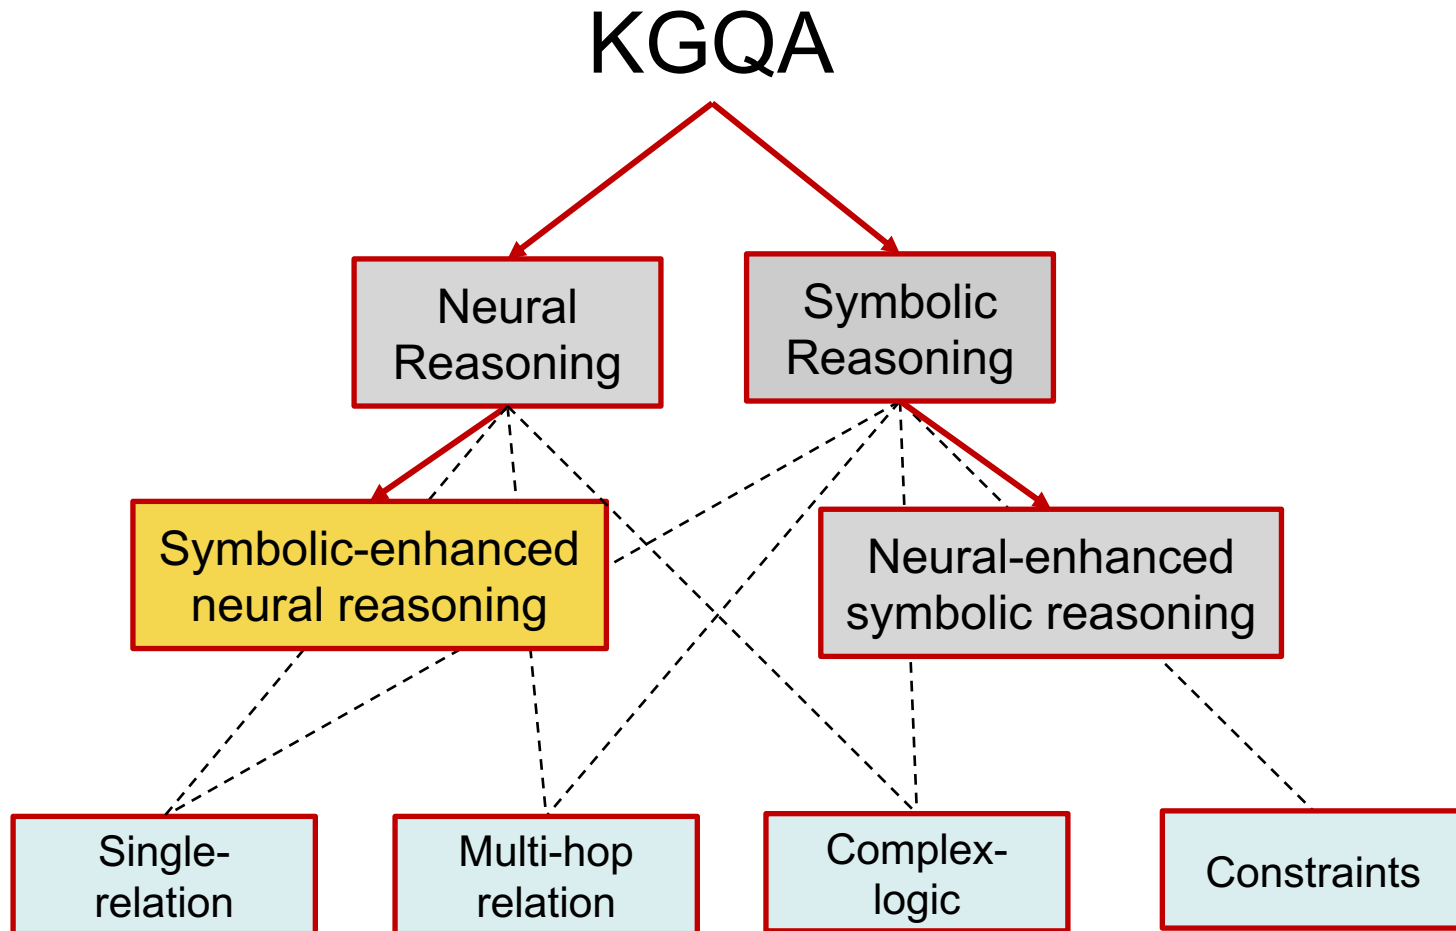 KGQA
Neural
Reasoning
Symbolic
Reasoning
Symbolic-enhanced
neural reasoning
Neural-enhanced
symbolic reasoning
Single-
relation
Multi-hop
relation
Complex-
logic
Constraints